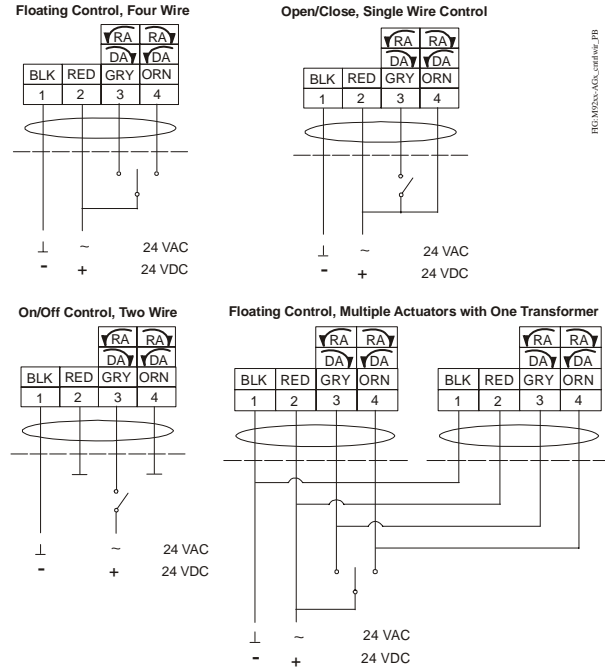 Floating Control, Four Wire
RA RA
DA DA
BLK RED GRY ORN
1 2 3 4
⊥ ~ 24 VAC
- + 24 VDC
Open/Close, Single Wire Control
RA RA
DA DA
BLK RED GRY ORN
1 2 3 4
⊥ ~ 24 VAC
- + 24 VDC
FIG:M92xx-AGx_cntrlwir_PB
On/Off Control, Two Wire
RA RA
DA DA
BLK RED GRY ORN
1 2 3 4
⊥ ~ 24 VAC
- + 24 VDC
Floating Control, Multiple Actuators with One Transformer
RA RA RA RA
DA DA DA DA
BLK RED GRY ORN BLK RED GRY ORN
1 2 3 4 1 2 3 4
⊥ ~ 24 VAC
- + 24 VDC